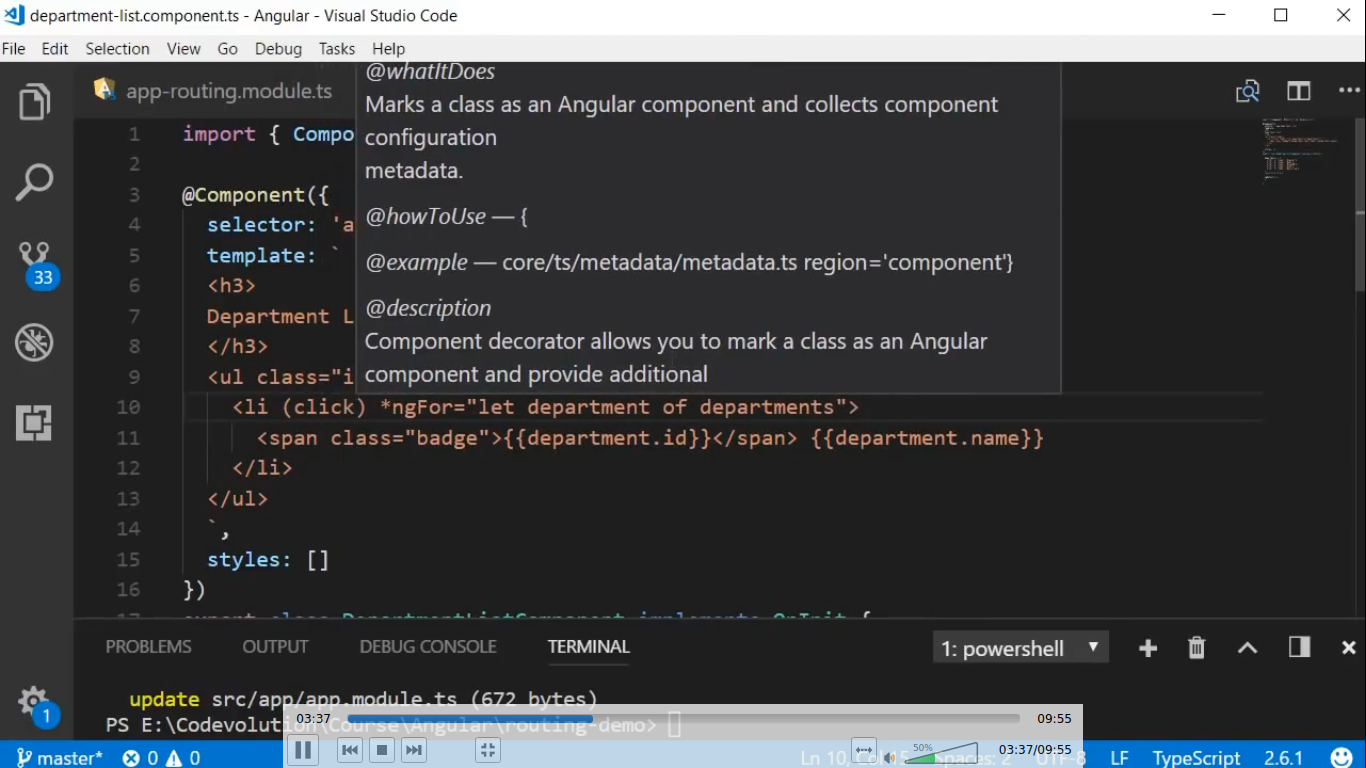 department-list.component.ts - Angular - Visual Studio Code
File Edit Selection View Go Debug Tasks Help
app-routing.module.ts
@whatItDoes
Marks a class as an Angular component and collects component
configuration
metadata.
@howToUse — {
@example — core/ts/metadata/metadata.ts region='component'}
@description
Component decorator allows you to mark a class as an Angular
component and provide additional
1 import { Compo
2
3 @Component({
4 selector: 'a
5 template: `
6 <h3>
7 Department L
8 </h3>
9 <ul class="i
10 <li (click) *ngFor="let department of departments">
11 <span class="badge">{{department.id}}</span> {{department.name}}
12 </li>
13 </ul>
14 `,
15 styles: []
16 })
17 export class DepartmentListComponent implements OnInit {
33
1
PROBLEMS OUTPUT DEBUG CONSOLE TERMINAL 1: powershell
update src/app/app.module.ts (672 bytes)
PS E:\Codevolution\Course\Angular\routing-demo>
03:37 09:55
50% 03:37/09:55
master* 0 0 Ln 10, Col 15 Spaces: 2 UTF-8 LF TypeScript 2.6.1